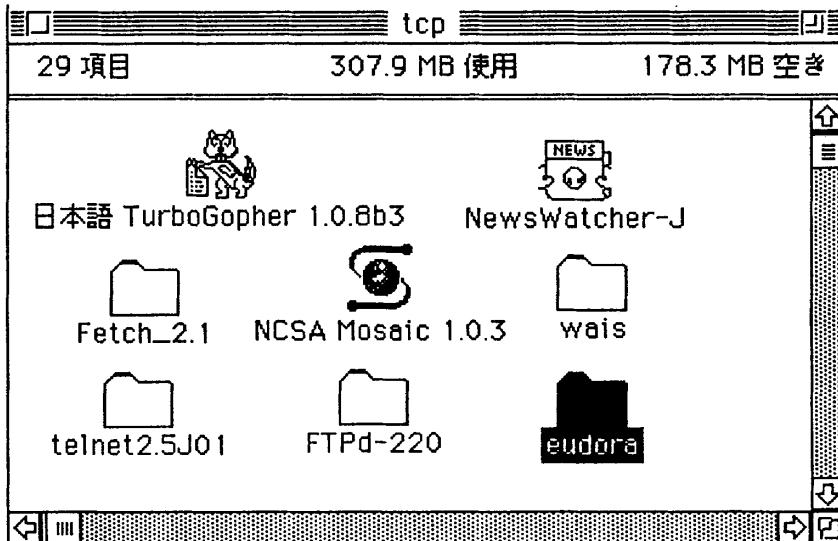 tcp
29 項目 307.9 MB 使用 178.3 MB 空き
NEWS
日本語 TurboGopher 1.0.8b3 NewsWatcher-J
Fetch_2.1 NCSA Mosaic 1.0.3 wais
telnet2.5J01 FTPd-220 eudora